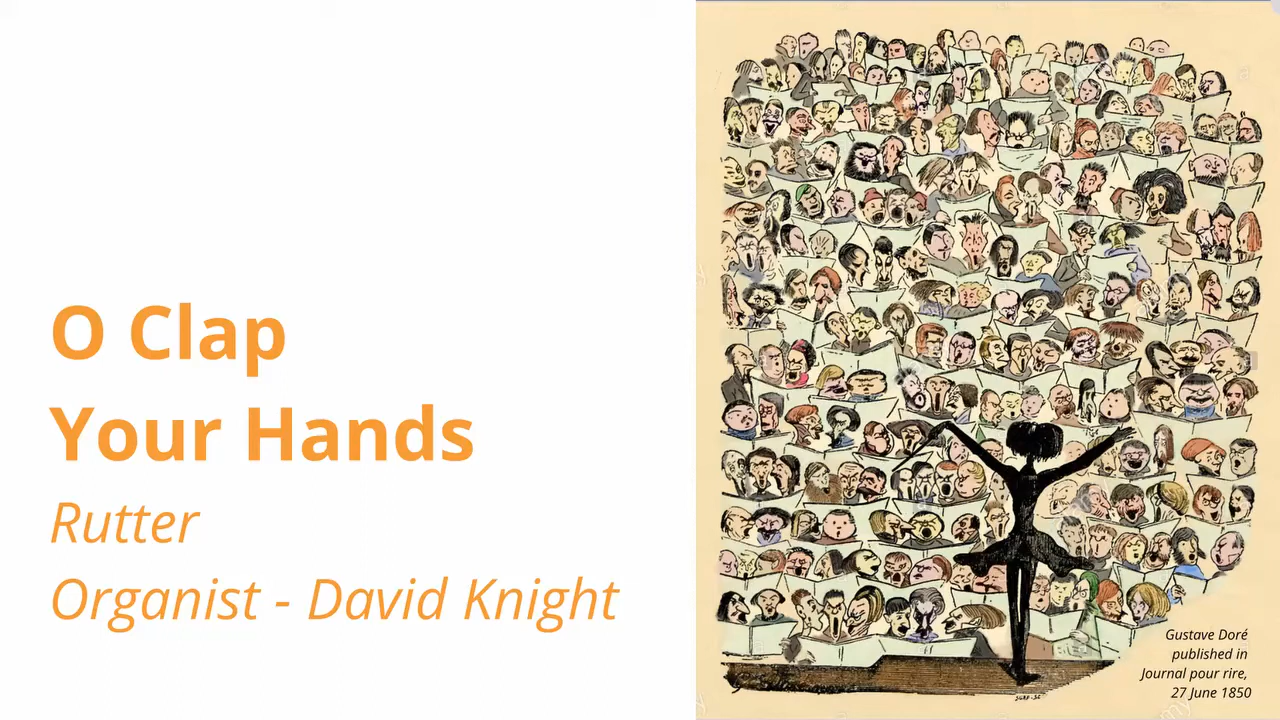 O Clap
Your Hands
Rutter
Organist - David Knight
Gustave Doré
published in
Journal pour rire,
27 June 1850